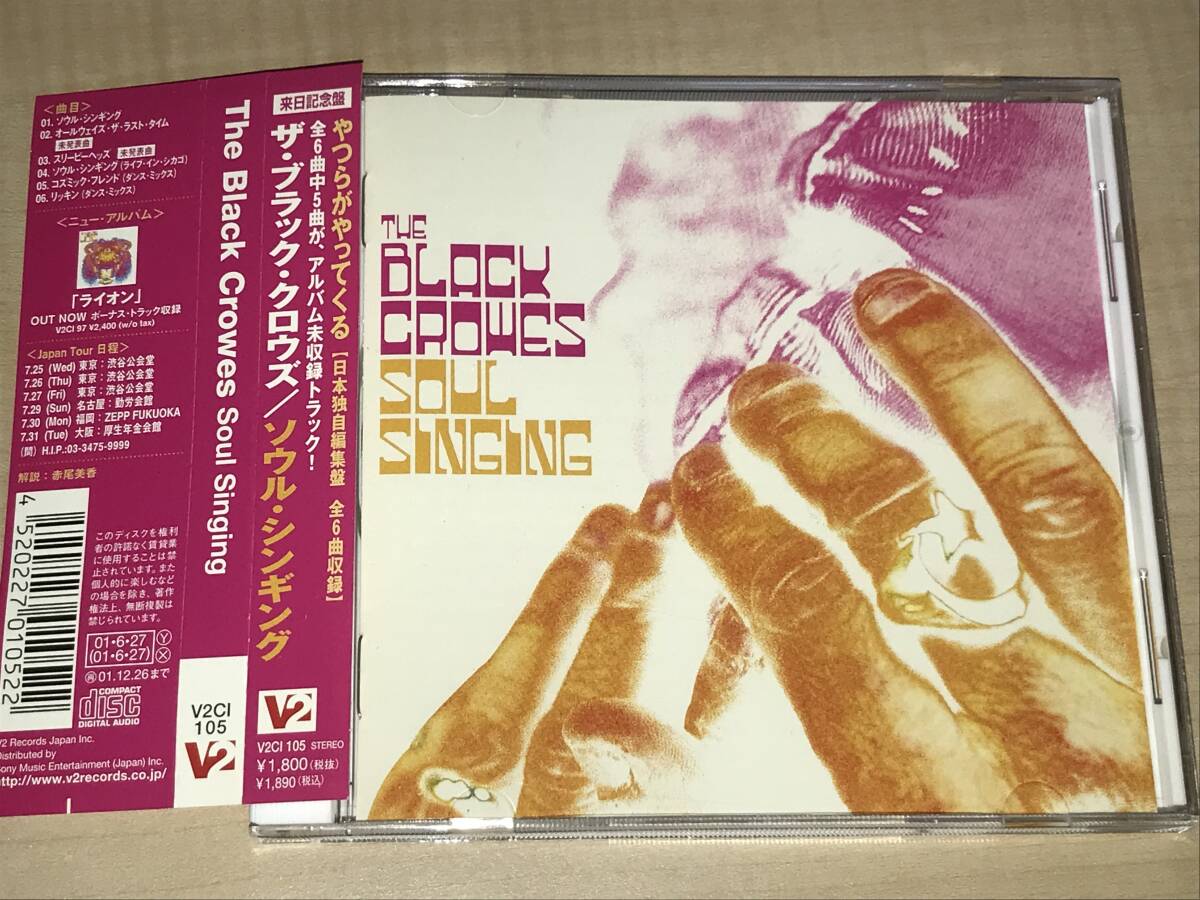 <曲目>
01. ソウル・シンギング
02. オールウェイズ・ザ・ラスト・タイム
未発表曲
03. スリーピーヘッズ 未発表曲
04. ソウル・シンギング (ライブ・イン・シカゴ)
05. コズミック・フレンド (ダンス・ミックス)
06. リッキン (ダンス・ミックス)
<ニュー・アルバム>
「ライオン」
OUT NOW ボーナス・トラック収録
V2CI 97 ¥2,400 (w/o tax)
<Japan Tour 日程>
7.25 (Wed) 東京：渋谷公会堂
7.26 (Thu) 東京：渋谷公会堂
7.27 (Fri) 東京：渋谷公会堂
7.29 (Sun) 名古屋：勤労会館
7.30 (Mon) 福岡：ZEPP FUKUOKA
7.31 (Tue) 大阪：厚生年金会館
(問) H.I.P.:03-3475-9999
解説：赤尾美香
4 520227 010522
このディスクを権利
者の許諾なく賃貸業
に使用することは禁
止されています。また
個人的に楽しむなど
の場合を除き、著作
権法上、無断複製は
禁じられています。
01・6・27 Y
(01・6・27) X
再 01.12.26まで
COMPACT
disc
DIGITAL AUDIO
V2 Records Japan Inc.
Distributed by
Sony Music Entertainment (Japan) Inc.
http://www.v2records.co.jp/
The Black Crowes Soul Singing
V2CI
105
V2
来日記念盤
やつらがやってくる【日本独自編集盤 全6曲収録】
全6曲中5曲が、アルバム未収録トラック！
ザ・ブラック・クロウズ／ソウル・シンギング
V2
V2CI 105 STEREO
¥1,800 (税抜)
¥1,890 (税込)
THE
BLACK
CROWES
SOUL
SINGING